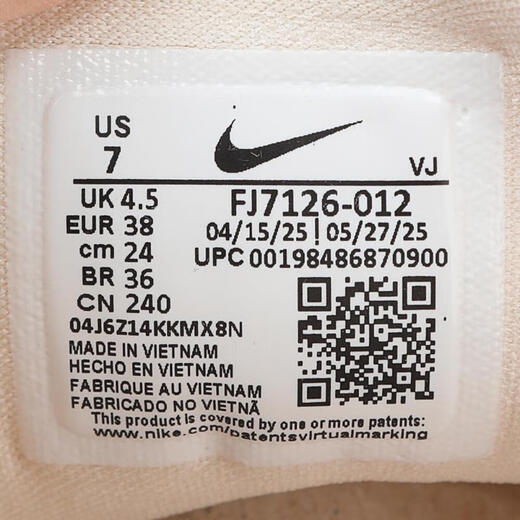 US
7
VJ
UK 4.5
EUR 38
cm 24
BR 36
CN 240
FJ7126-012
04/15/25 | 05/27/25
UPC 00198486870900
04J6Z14KKMX8N
MADE IN VIETNAM
HECHO EN VIETNAM
FABRIQUE AU VIETNAM
FABRICADO NO VIETNÃ
This product is covered by one or more patents:
www.nike.com/patentsvirtualmarking